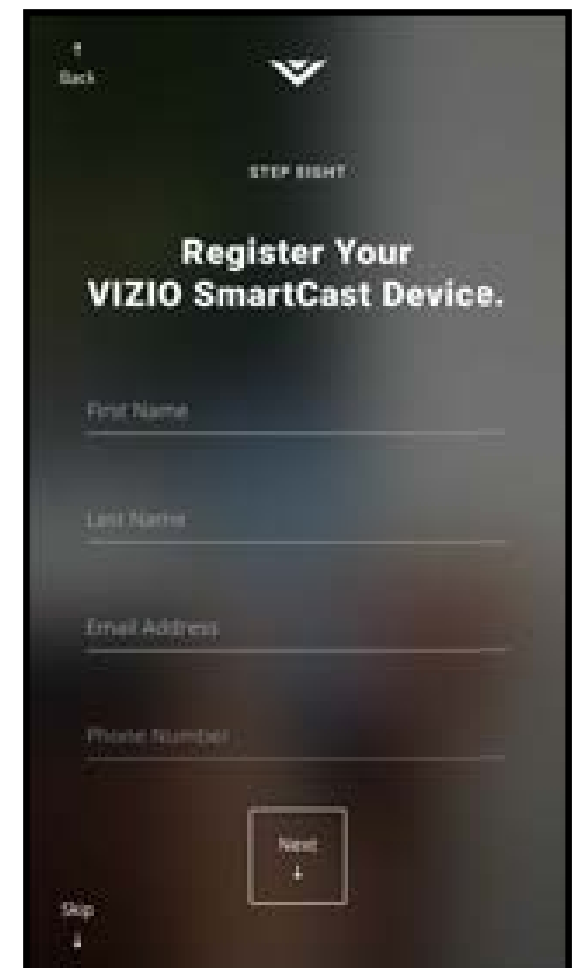 Back
STEP EIGHT
Register Your
VIZIO SmartCast Device.
First Name
Last Name
Email Address
Phone Number
Next
Skip